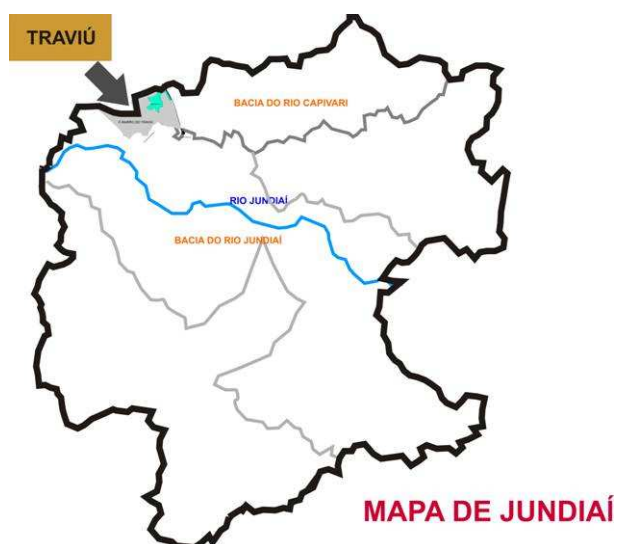 TRAVIÚ
BACIA DO RIO CAPIVARI
RIO JUNDIAÍ
BACIA DO RIO JUNDIAÍ
MAPA DE JUNDIAÍ